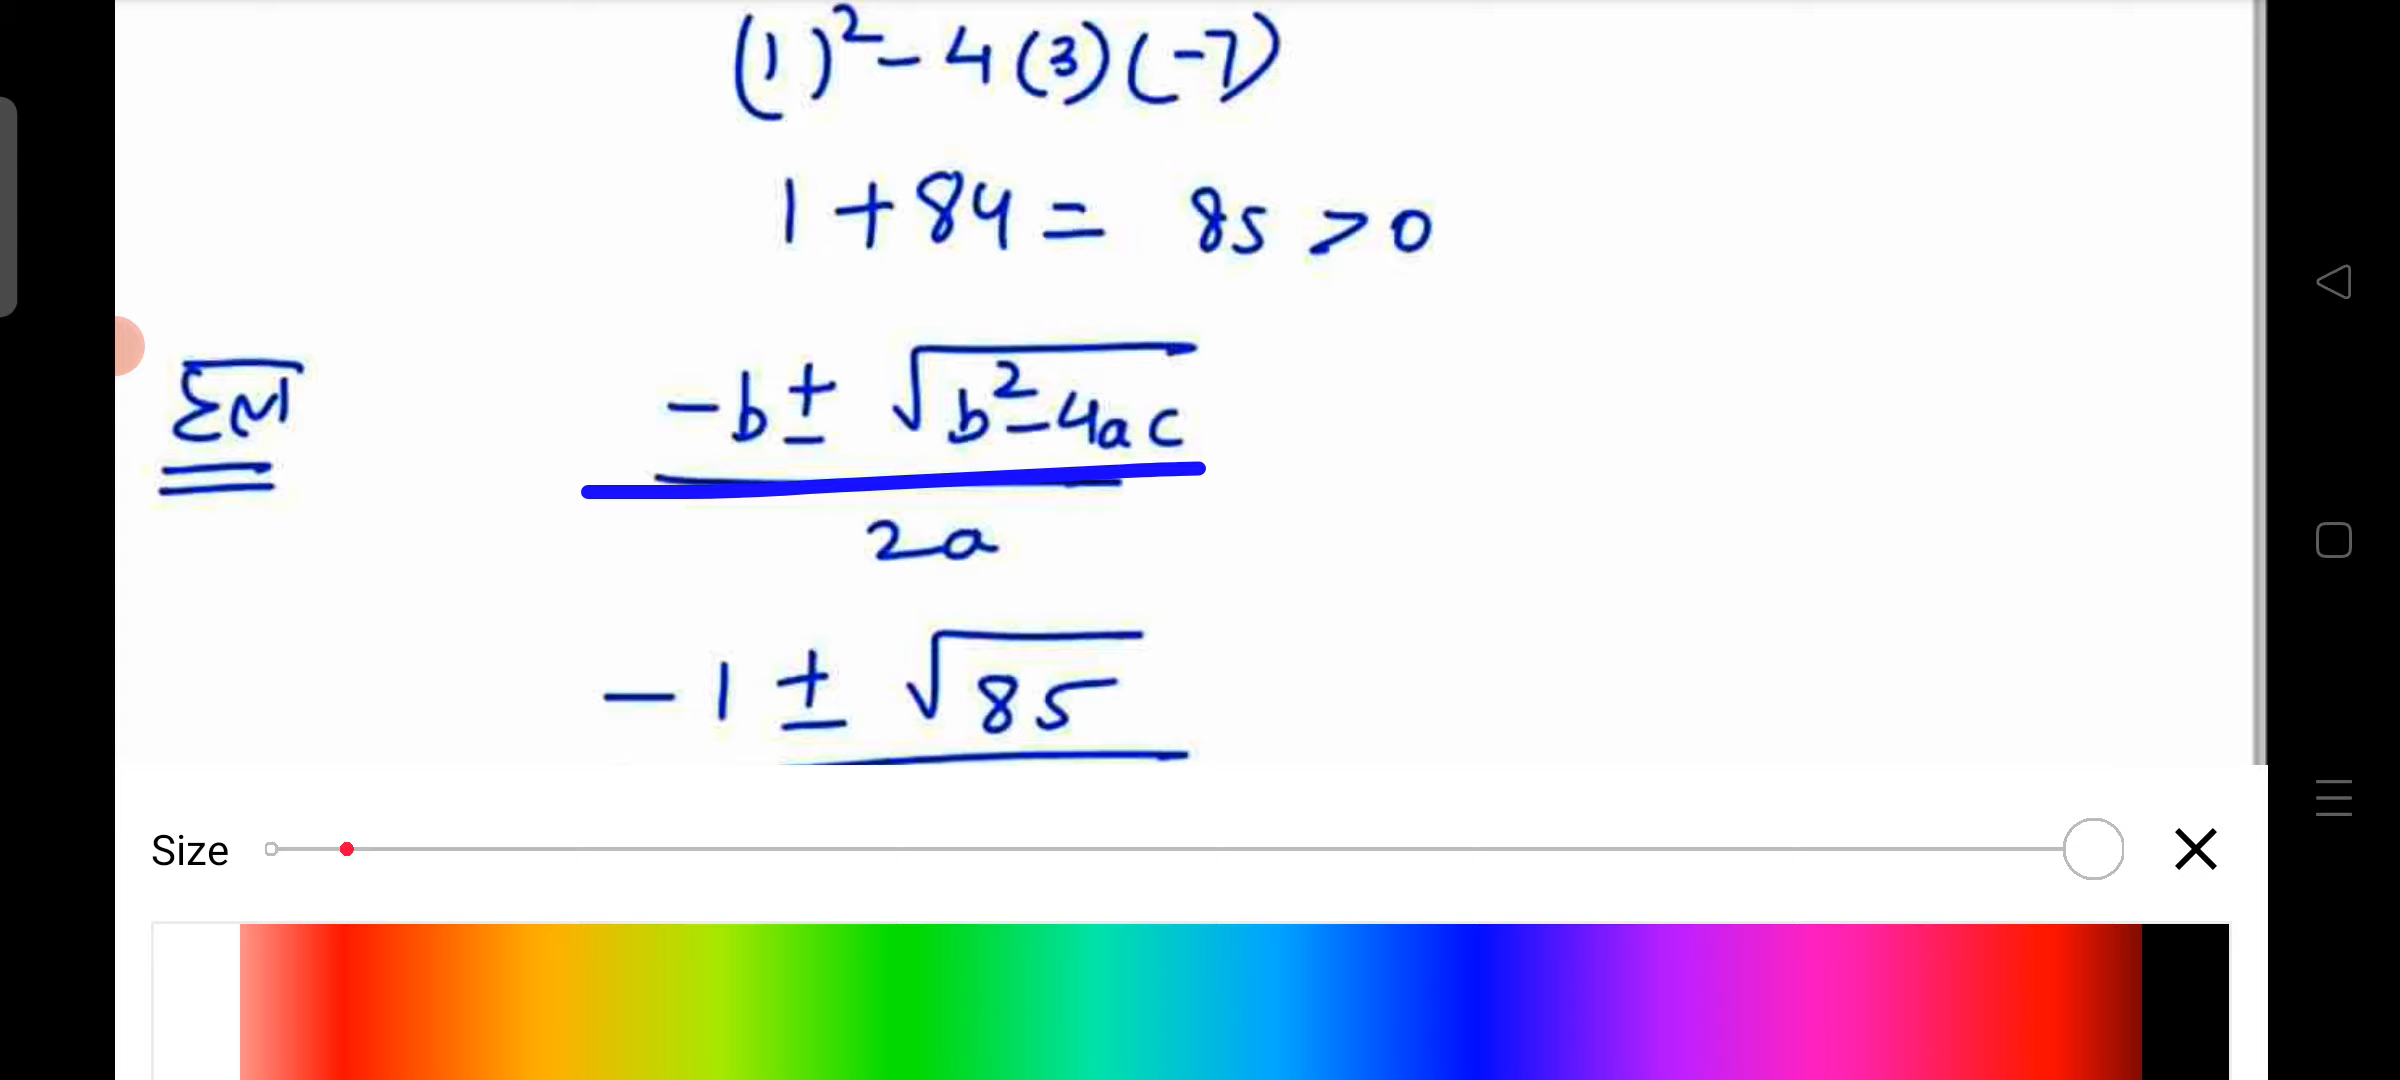 (1)² - 4(3)(-7)
1 + 84 = 85 > 0
-b ± √(b² - 4ac)
2a
-1 ± √85
Size